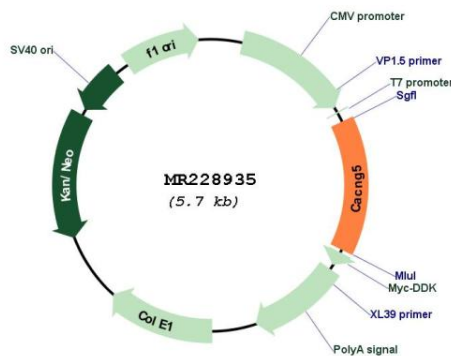 CMV promoter
VP1.5 primer
T7 promoter
SgfI
Cacng5
MluI
Myc-DDK
XL39 primer
PolyA signal
Col E1
Kan/Neo
SV40 ori
f1 ori
MR228935
(5.7 kb)